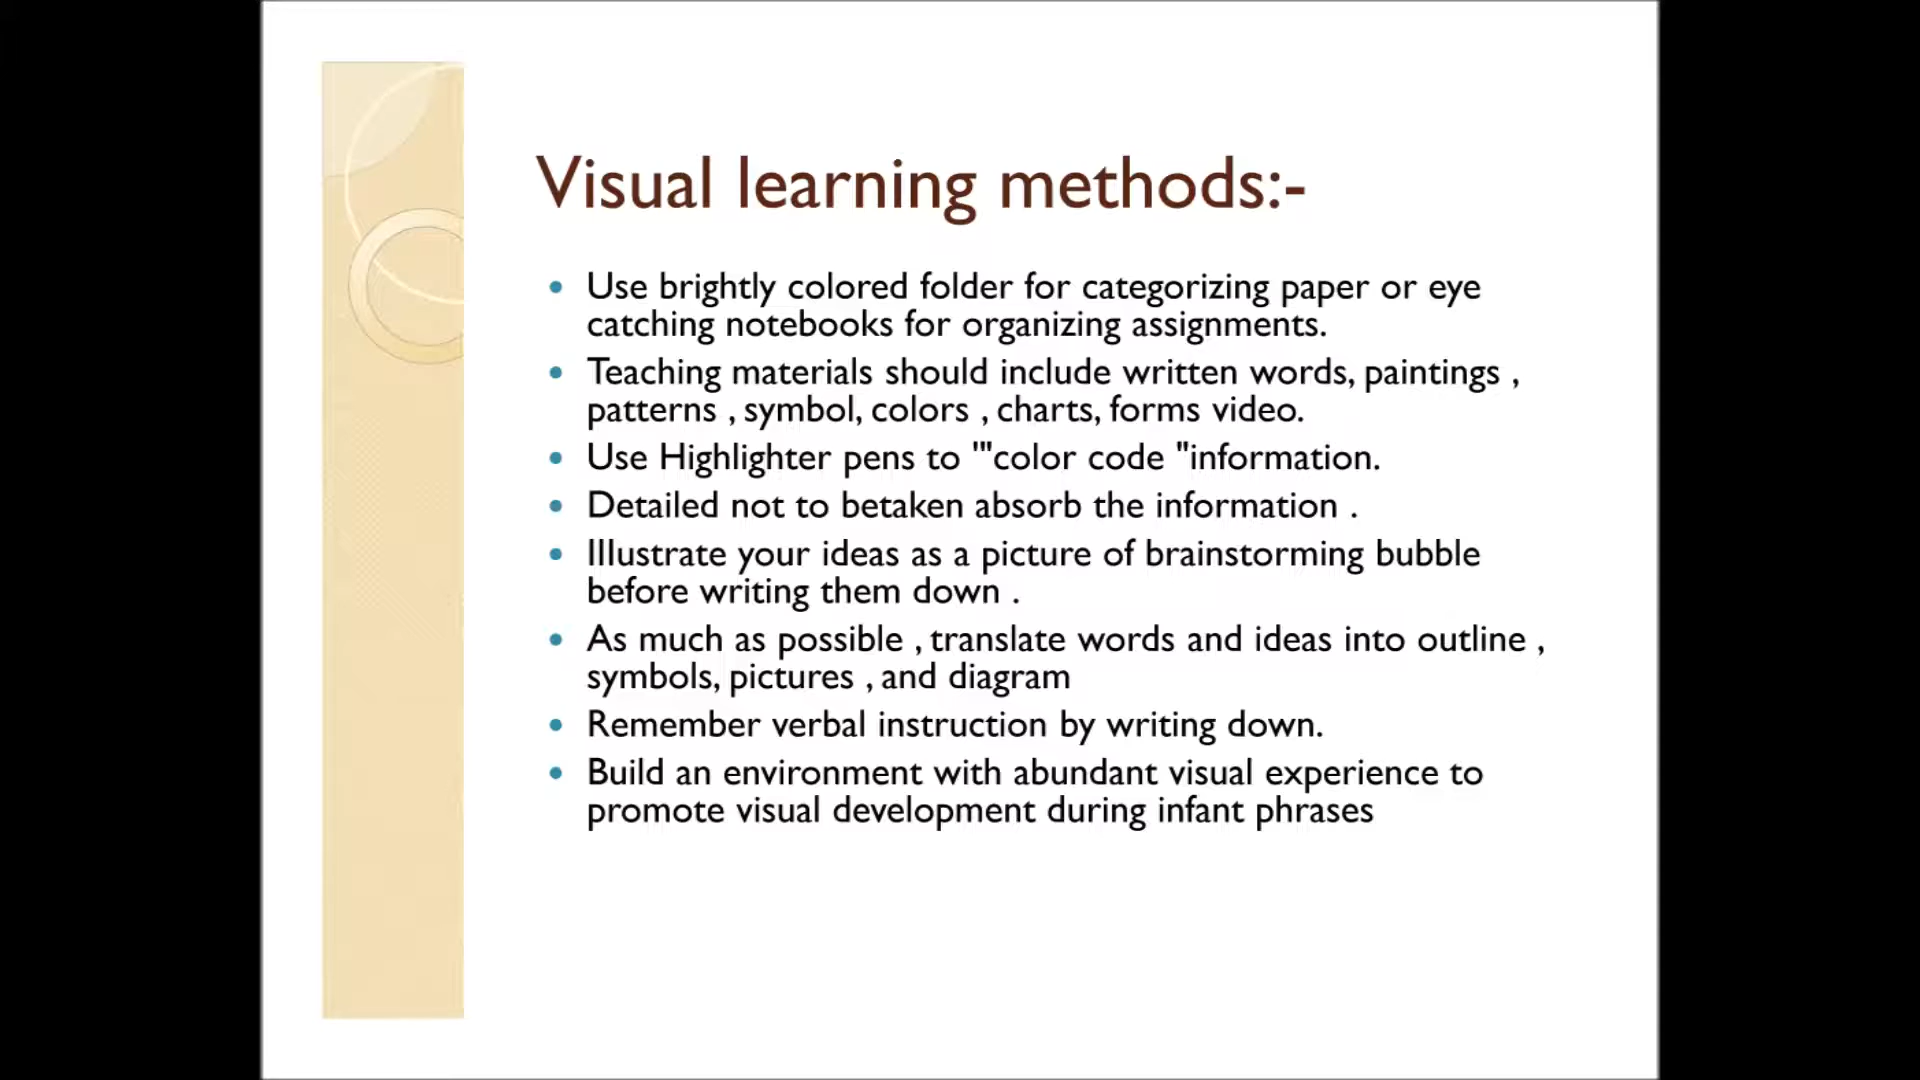 Visual learning methods:-
• Use brightly colored folder for categorizing paper or eye
catching notebooks for organizing assignments.
• Teaching materials should include written words, paintings ,
patterns , symbol, colors , charts, forms video.
• Use Highlighter pens to '"color code "information.
• Detailed not to betaken absorb the information .
• Illustrate your ideas as a picture of brainstorming bubble
before writing them down .
• As much as possible , translate words and ideas into outline ,
symbols, pictures , and diagram
• Remember verbal instruction by writing down.
• Build an environment with abundant visual experience to
promote visual development during infant phrases